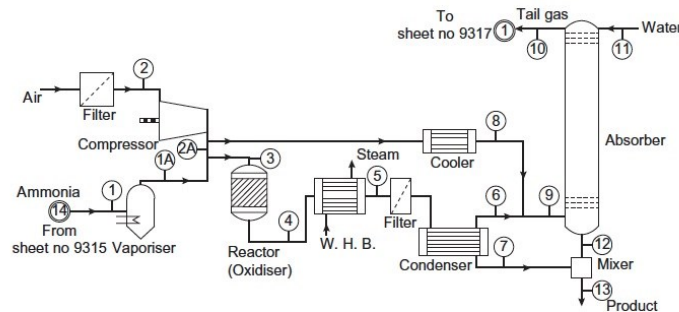 To
sheet no 9317
1
Tail gas
10
11
Water
2
Air
Filter
Compressor
2A
1A
3
8
Cooler
Absorber
Steam
Ammonia
1
14
From
sheet no 9315
Vaporiser
4
5
W. H. B.
Filter
6
9
Reactor
(Oxidiser)
Condenser
7
12
Mixer
13
Product